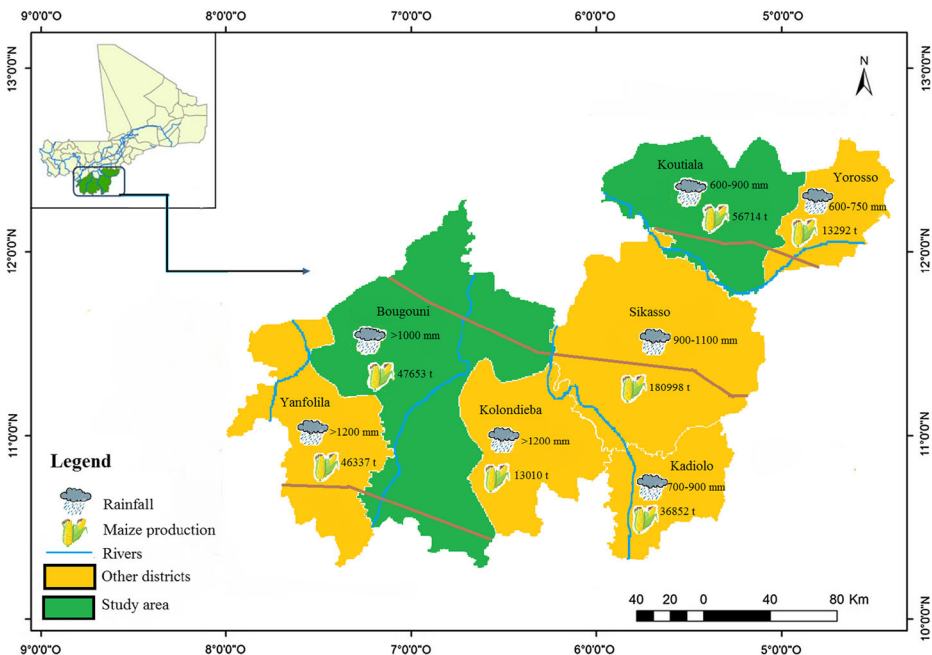 9°0'0"O 8°0'0"O 7°0'0"O 6°0'0"O 5°0'0"O
13°0'0"N
13°0'0"N
N
Koutiala
600-900 mm
56714 t
Yorosso
600-750 mm
13292 t
12°0'0"N
12°0'0"N
Bougouni
>1000 mm
47653 t
Sikasso
900-1100 mm
180998 t
Yanfolila
>1200 mm
46337 t
Kolondieba
>1200 mm
13010 t
11°0'0"N
11°0'0"N
Kadiolo
700-900 mm
36852 t
Legend
Rainfall
Maize production
Rivers
Other districts
Study area
40 20 0 40 80 Km
10°0'0"N
10°0'0"N
9°0'0"O 8°0'0"O 7°0'0"O 6°0'0"O 5°0'0"O